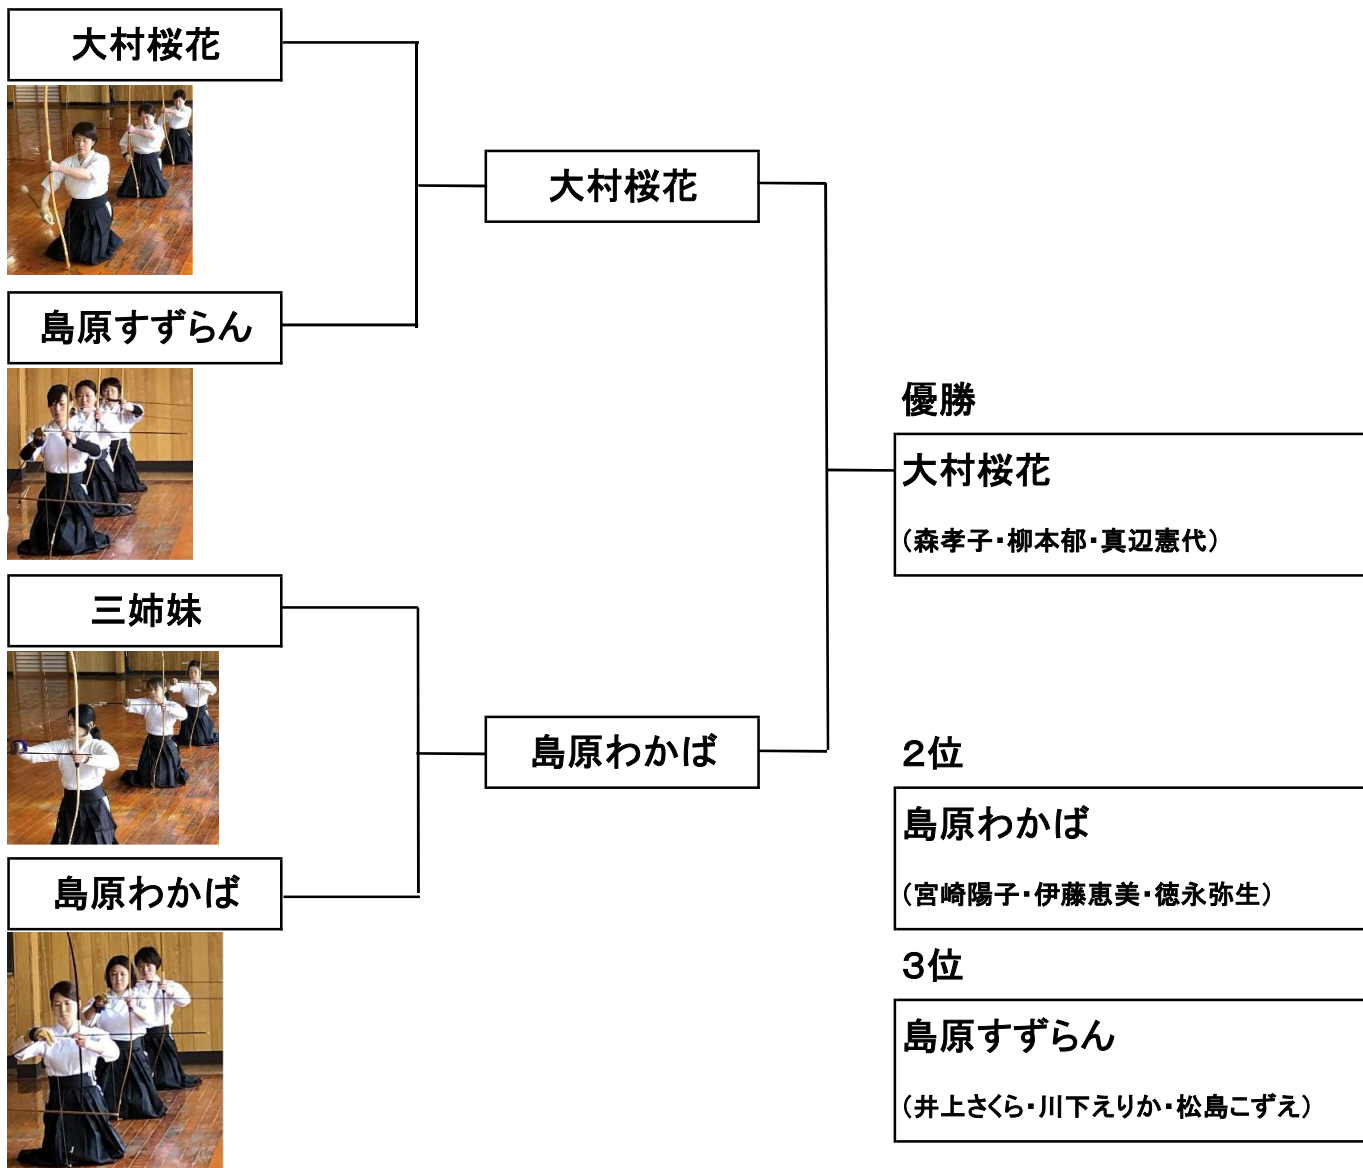 大村桜花
大村桜花
島原すずらん
優勝
大村桜花
（森孝子・柳本郁・真辺憲代）
三姉妹
島原わかば
２位
島原わかば
（宮崎陽子・伊藤恵美・徳永弥生）
島原わかば
３位
島原すずらん
（井上さくら・川下えりか・松島こずえ）